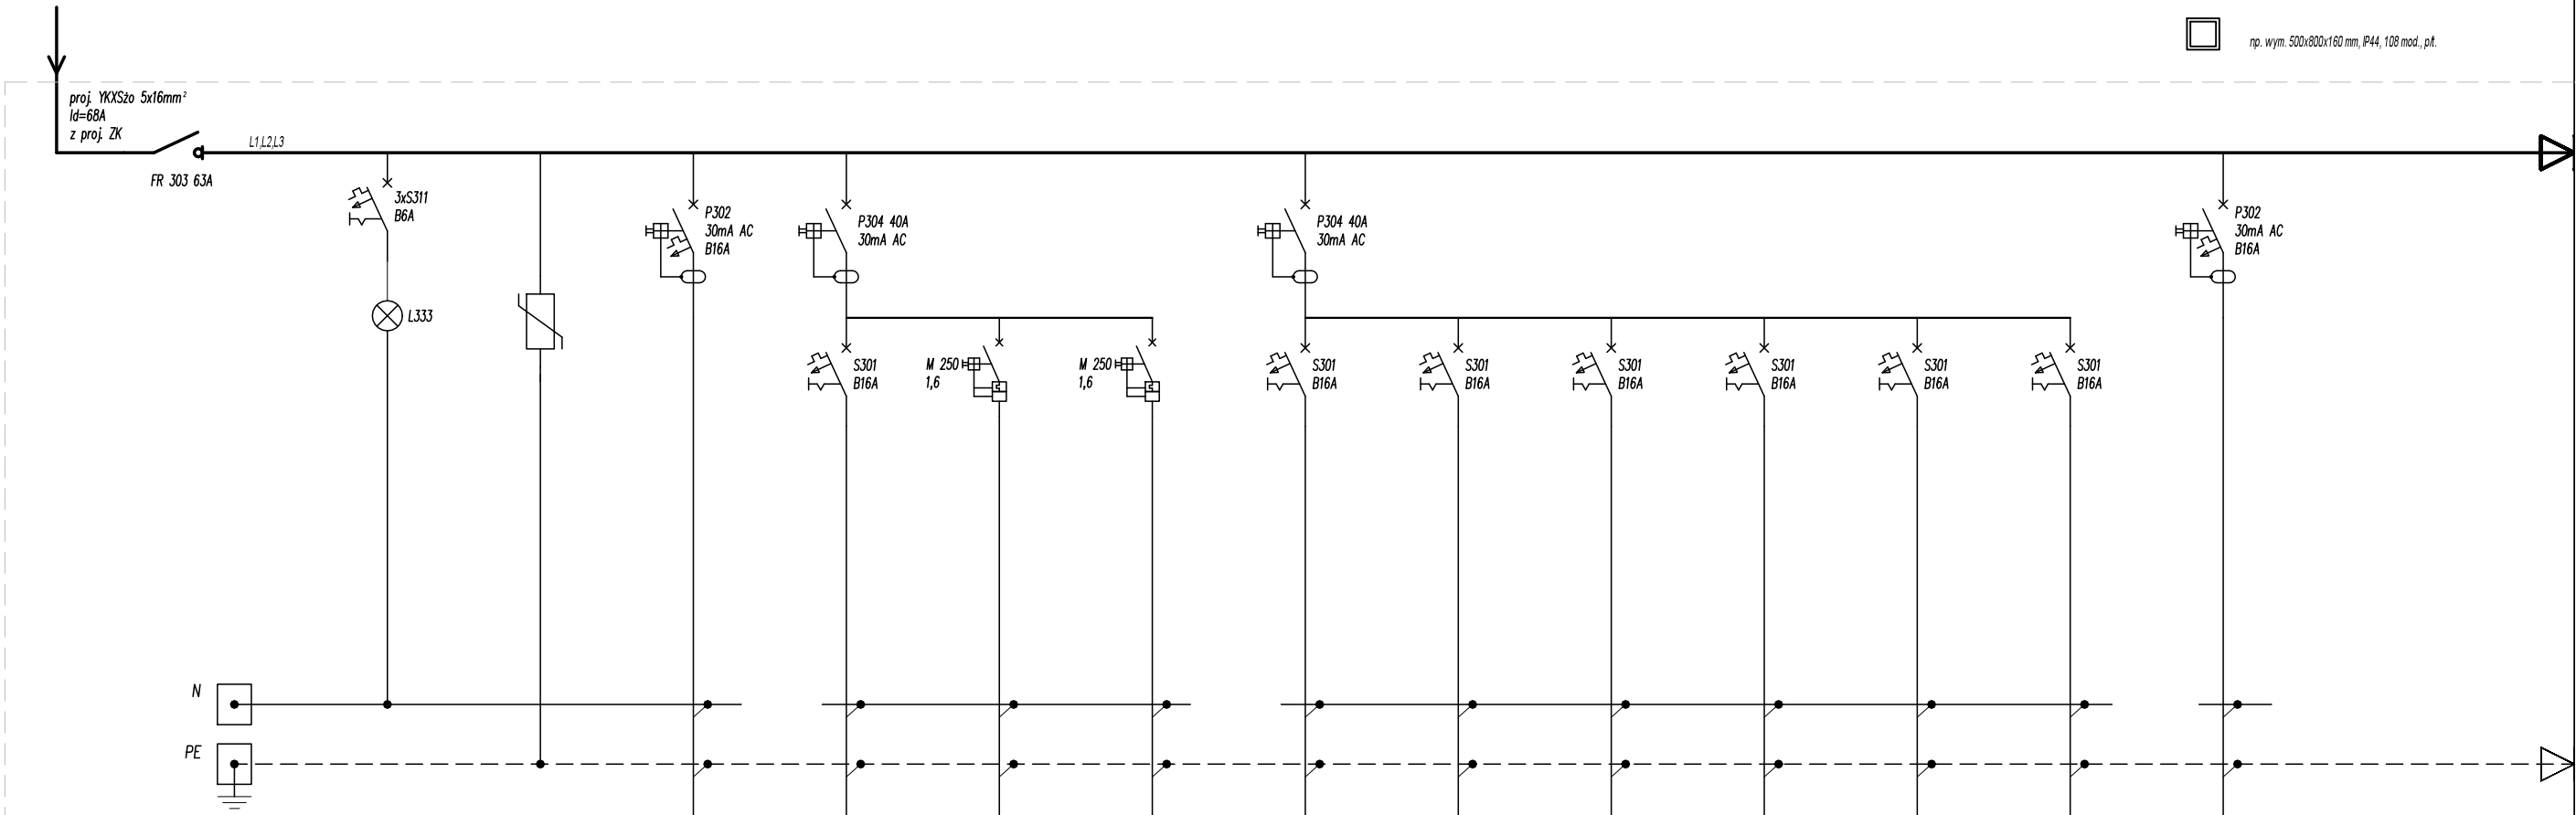 np. wym. 500x800x160 mm, IP44, 108 mod., p/t.
proj. YKXSżo 5x16mm²
Id=68A
z proj. ZK
L1,L2,L3
FR 303 63A
3xS311
B6A
L333
P302
30mA AC
B16A
P304 40A
30mA AC
P304 40A
30mA AC
P302
30mA AC
B16A
S301
B16A
M 250
1,6
M 250
1,6
S301
B16A
S301
B16A
S301
B16A
S301
B16A
S301
B16A
S301
B16A
N
PE